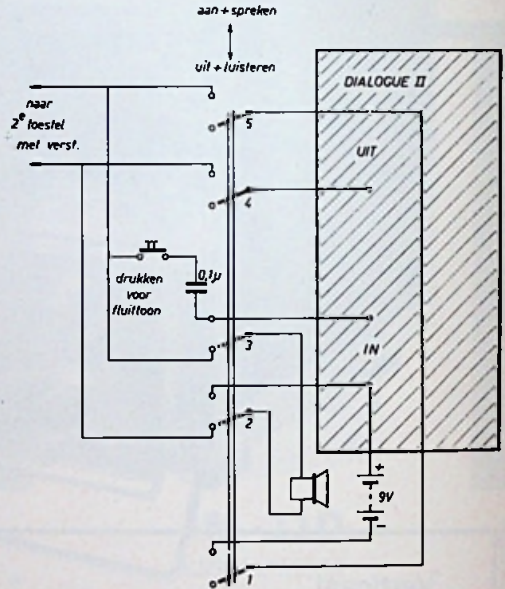 aan + spreken
uit + luisteren
DIALOGUE II
naar
2e toestel
met verst.
5
UIT
4
drukken
voor
fluittoon
0,1µ
3
IN
2
+
9V
-
1